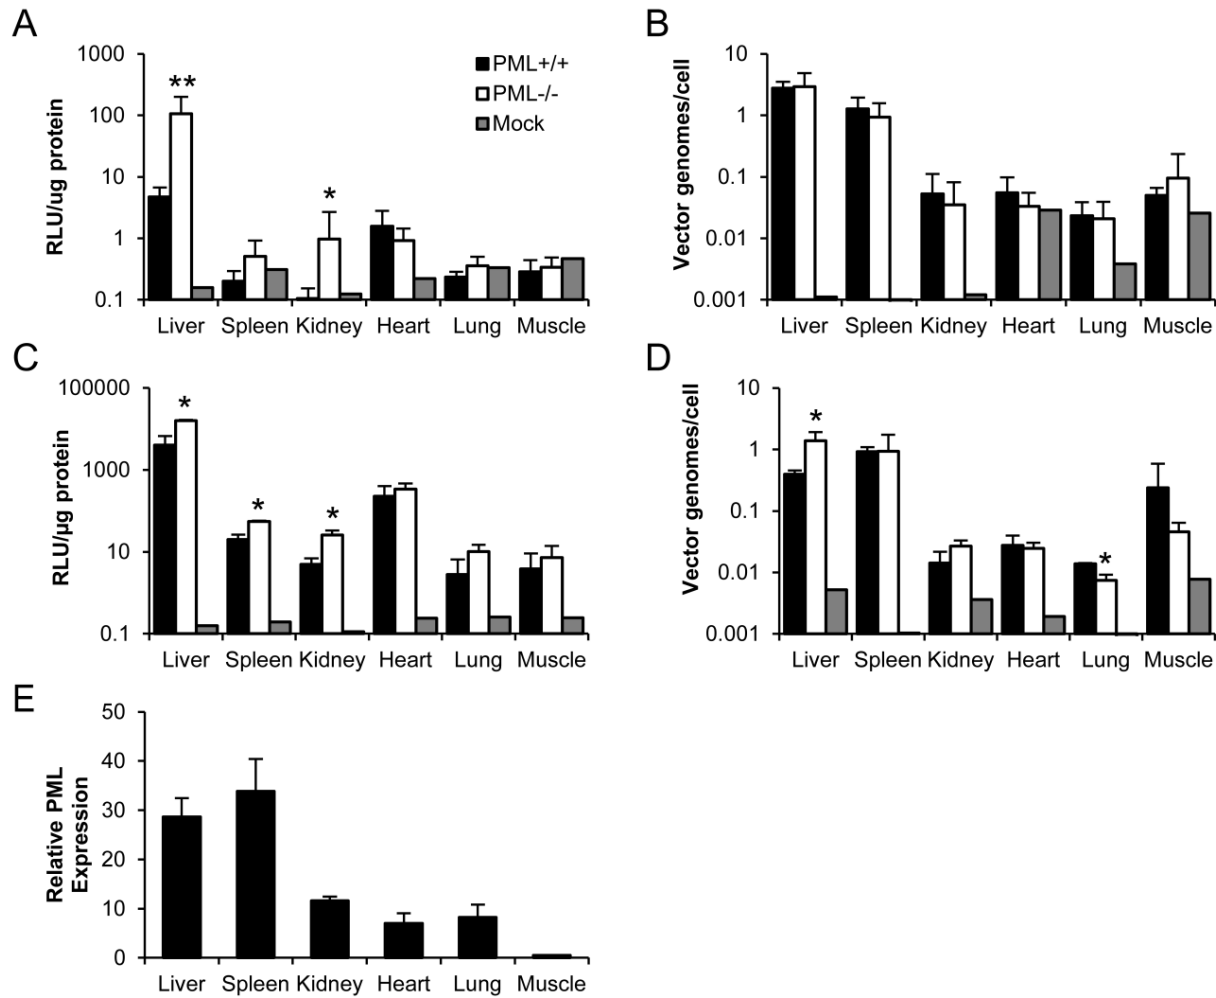 A
RLU/ug protein
1000
100
10
1
0.1
**
*
PML+/+
PML-/-
Mock
Liver Spleen Kidney Heart Lung Muscle
B
Vector genomes/cell
10
1
0.1
0.01
0.001
Liver Spleen Kidney Heart Lung Muscle
C
RLU/µg protein
100000
1000
10
0.1
*
*
*
Liver Spleen Kidney Heart Lung Muscle
D
Vector genomes/cell
10
1
0.1
0.01
0.001
*
*
Liver Spleen Kidney Heart Lung Muscle
E
Relative PML
Expression
50
40
30
20
10
0
Liver Spleen Kidney Heart Lung Muscle